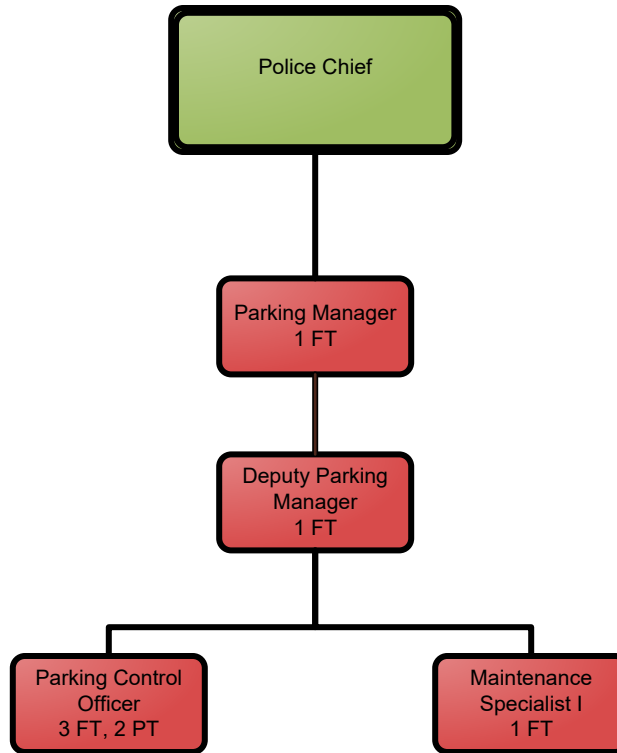 Police Chief
Parking Manager
1 FT
Deputy Parking
Manager
1 FT
Parking Control
Officer
3 FT, 2 PT
Maintenance
Specialist I
1 FT